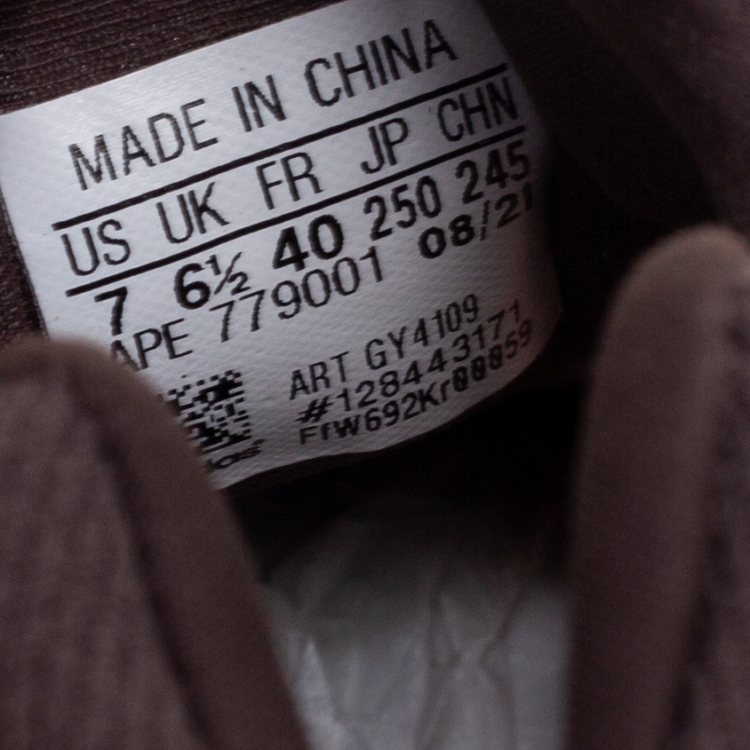 MADE IN CHINA
US UK FR JP CHN
7 6½ 40 250 245
APE 779001 08/21
ART GY4109
#128443171
FfW692Kr00059